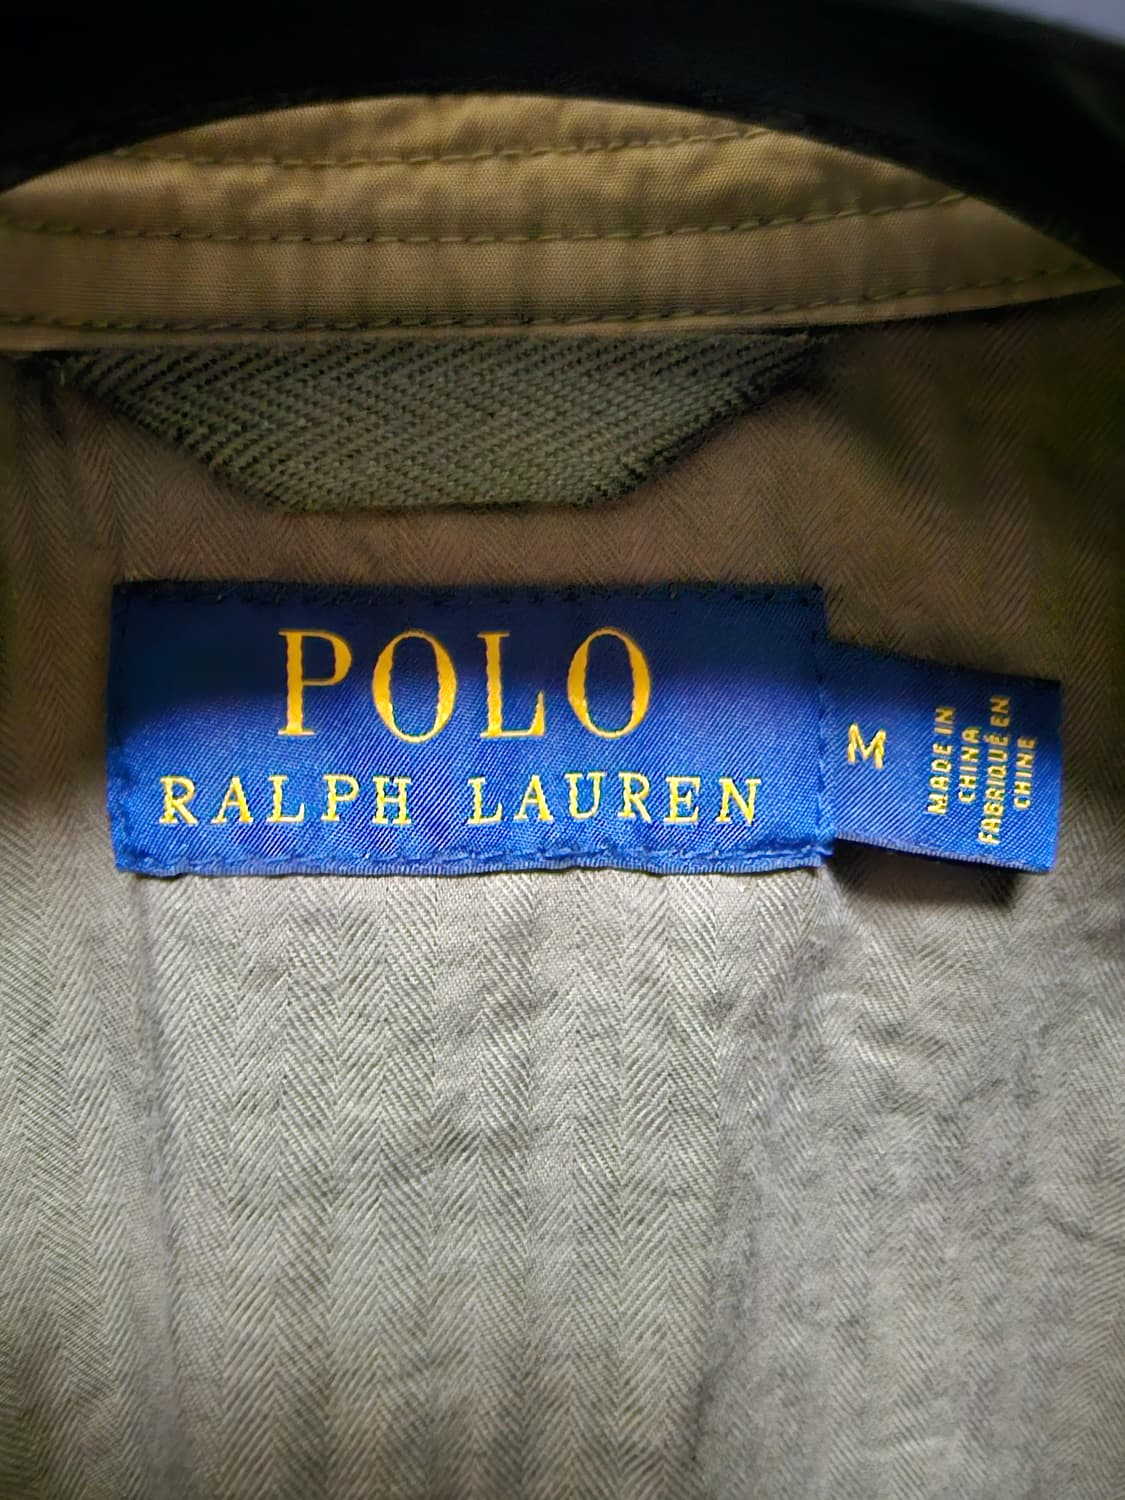 POLO
RALPH LAUREN
M
MADE IN
CHINA
FABRIQUÉ EN
CHINE